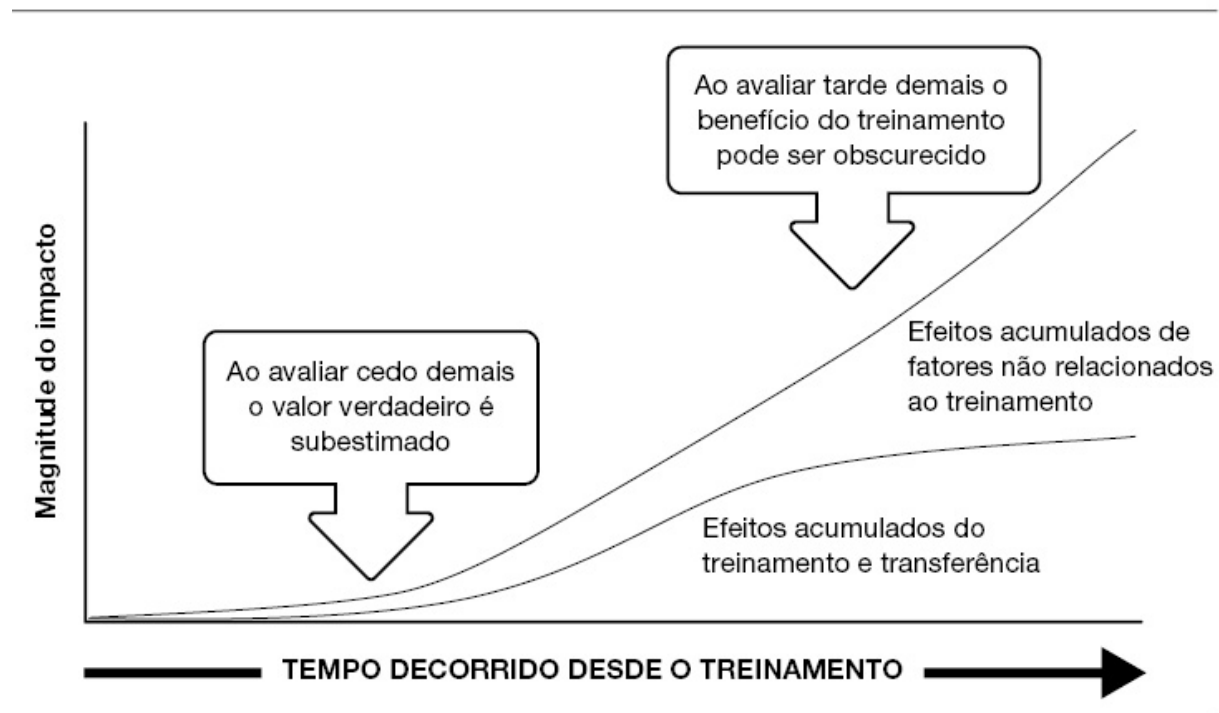 Ao avaliar tarde demais o
benefício do treinamento
pode ser obscurecido
Magnitude do impacto
Ao avaliar cedo demais
o valor verdadeiro é
subestimado
Efeitos acumulados de
fatores não relacionados
ao treinamento
Efeitos acumulados do
treinamento e transferência
TEMPO DECORRIDO DESDE O TREINAMENTO